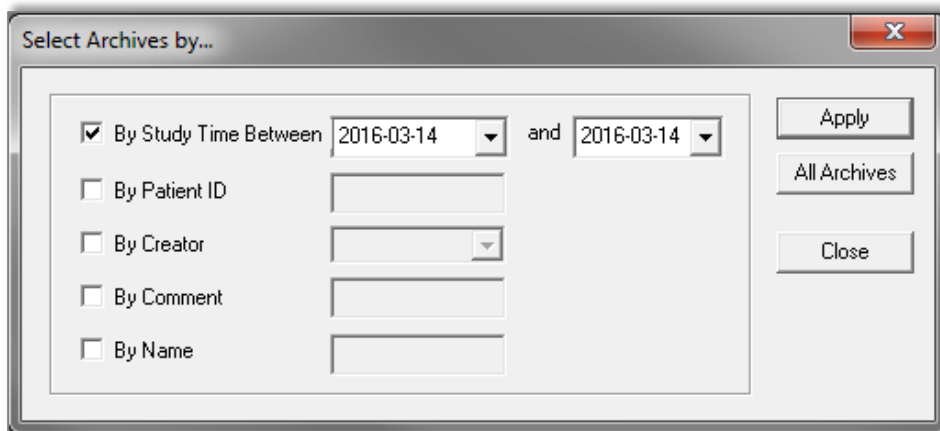 Select Archives by...
By Study Time Between 2016-03-14 and 2016-03-14
By Patient ID
By Creator
By Comment
By Name
Apply
All Archives
Close